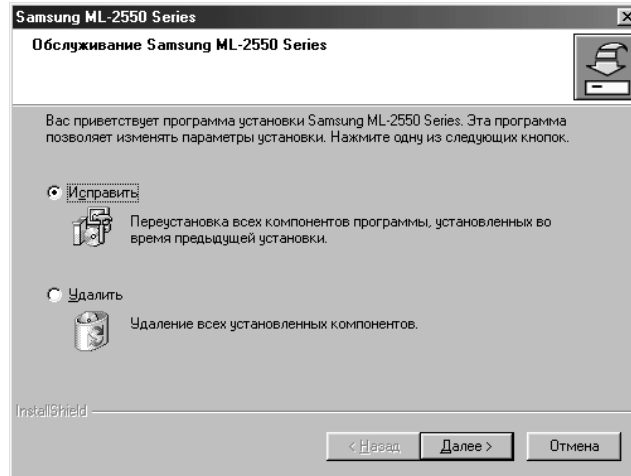 Samsung ML-2550 Series
Обслуживание Samsung ML-2550 Series
Вас приветствует программа установки Samsung ML-2550 Series. Эта программа
позволяет изменять параметры установки. Нажмите одну из следующих кнопок.
Исправить
Переустановка всех компонентов программы, установленных во
время предыдущей установки.
Удалить
Удаление всех установленных компонентов.
InstallShield
< Назад Далее > Отмена